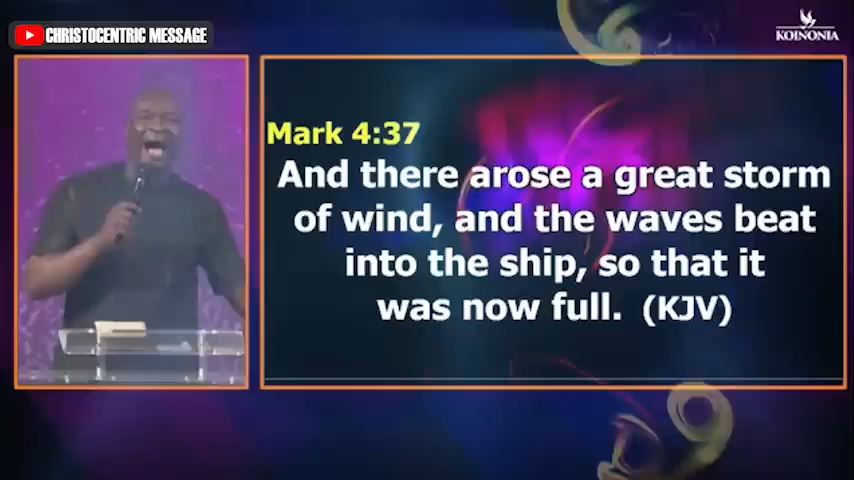 CHRISTOCENTRIC MESSAGE
KOINONIA
Mark 4:37
And there arose a great storm
of wind, and the waves beat
into the ship, so that it
was now full. (KJV)